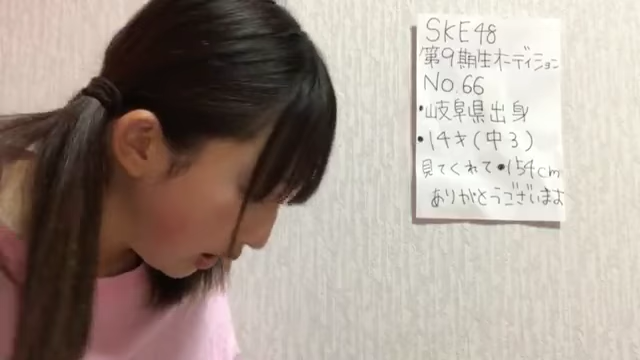 SKE48
第9期生オーディション
No.66
・岐阜県出身
・14才(中3)
見てくれて・154cm
ありがとうございます